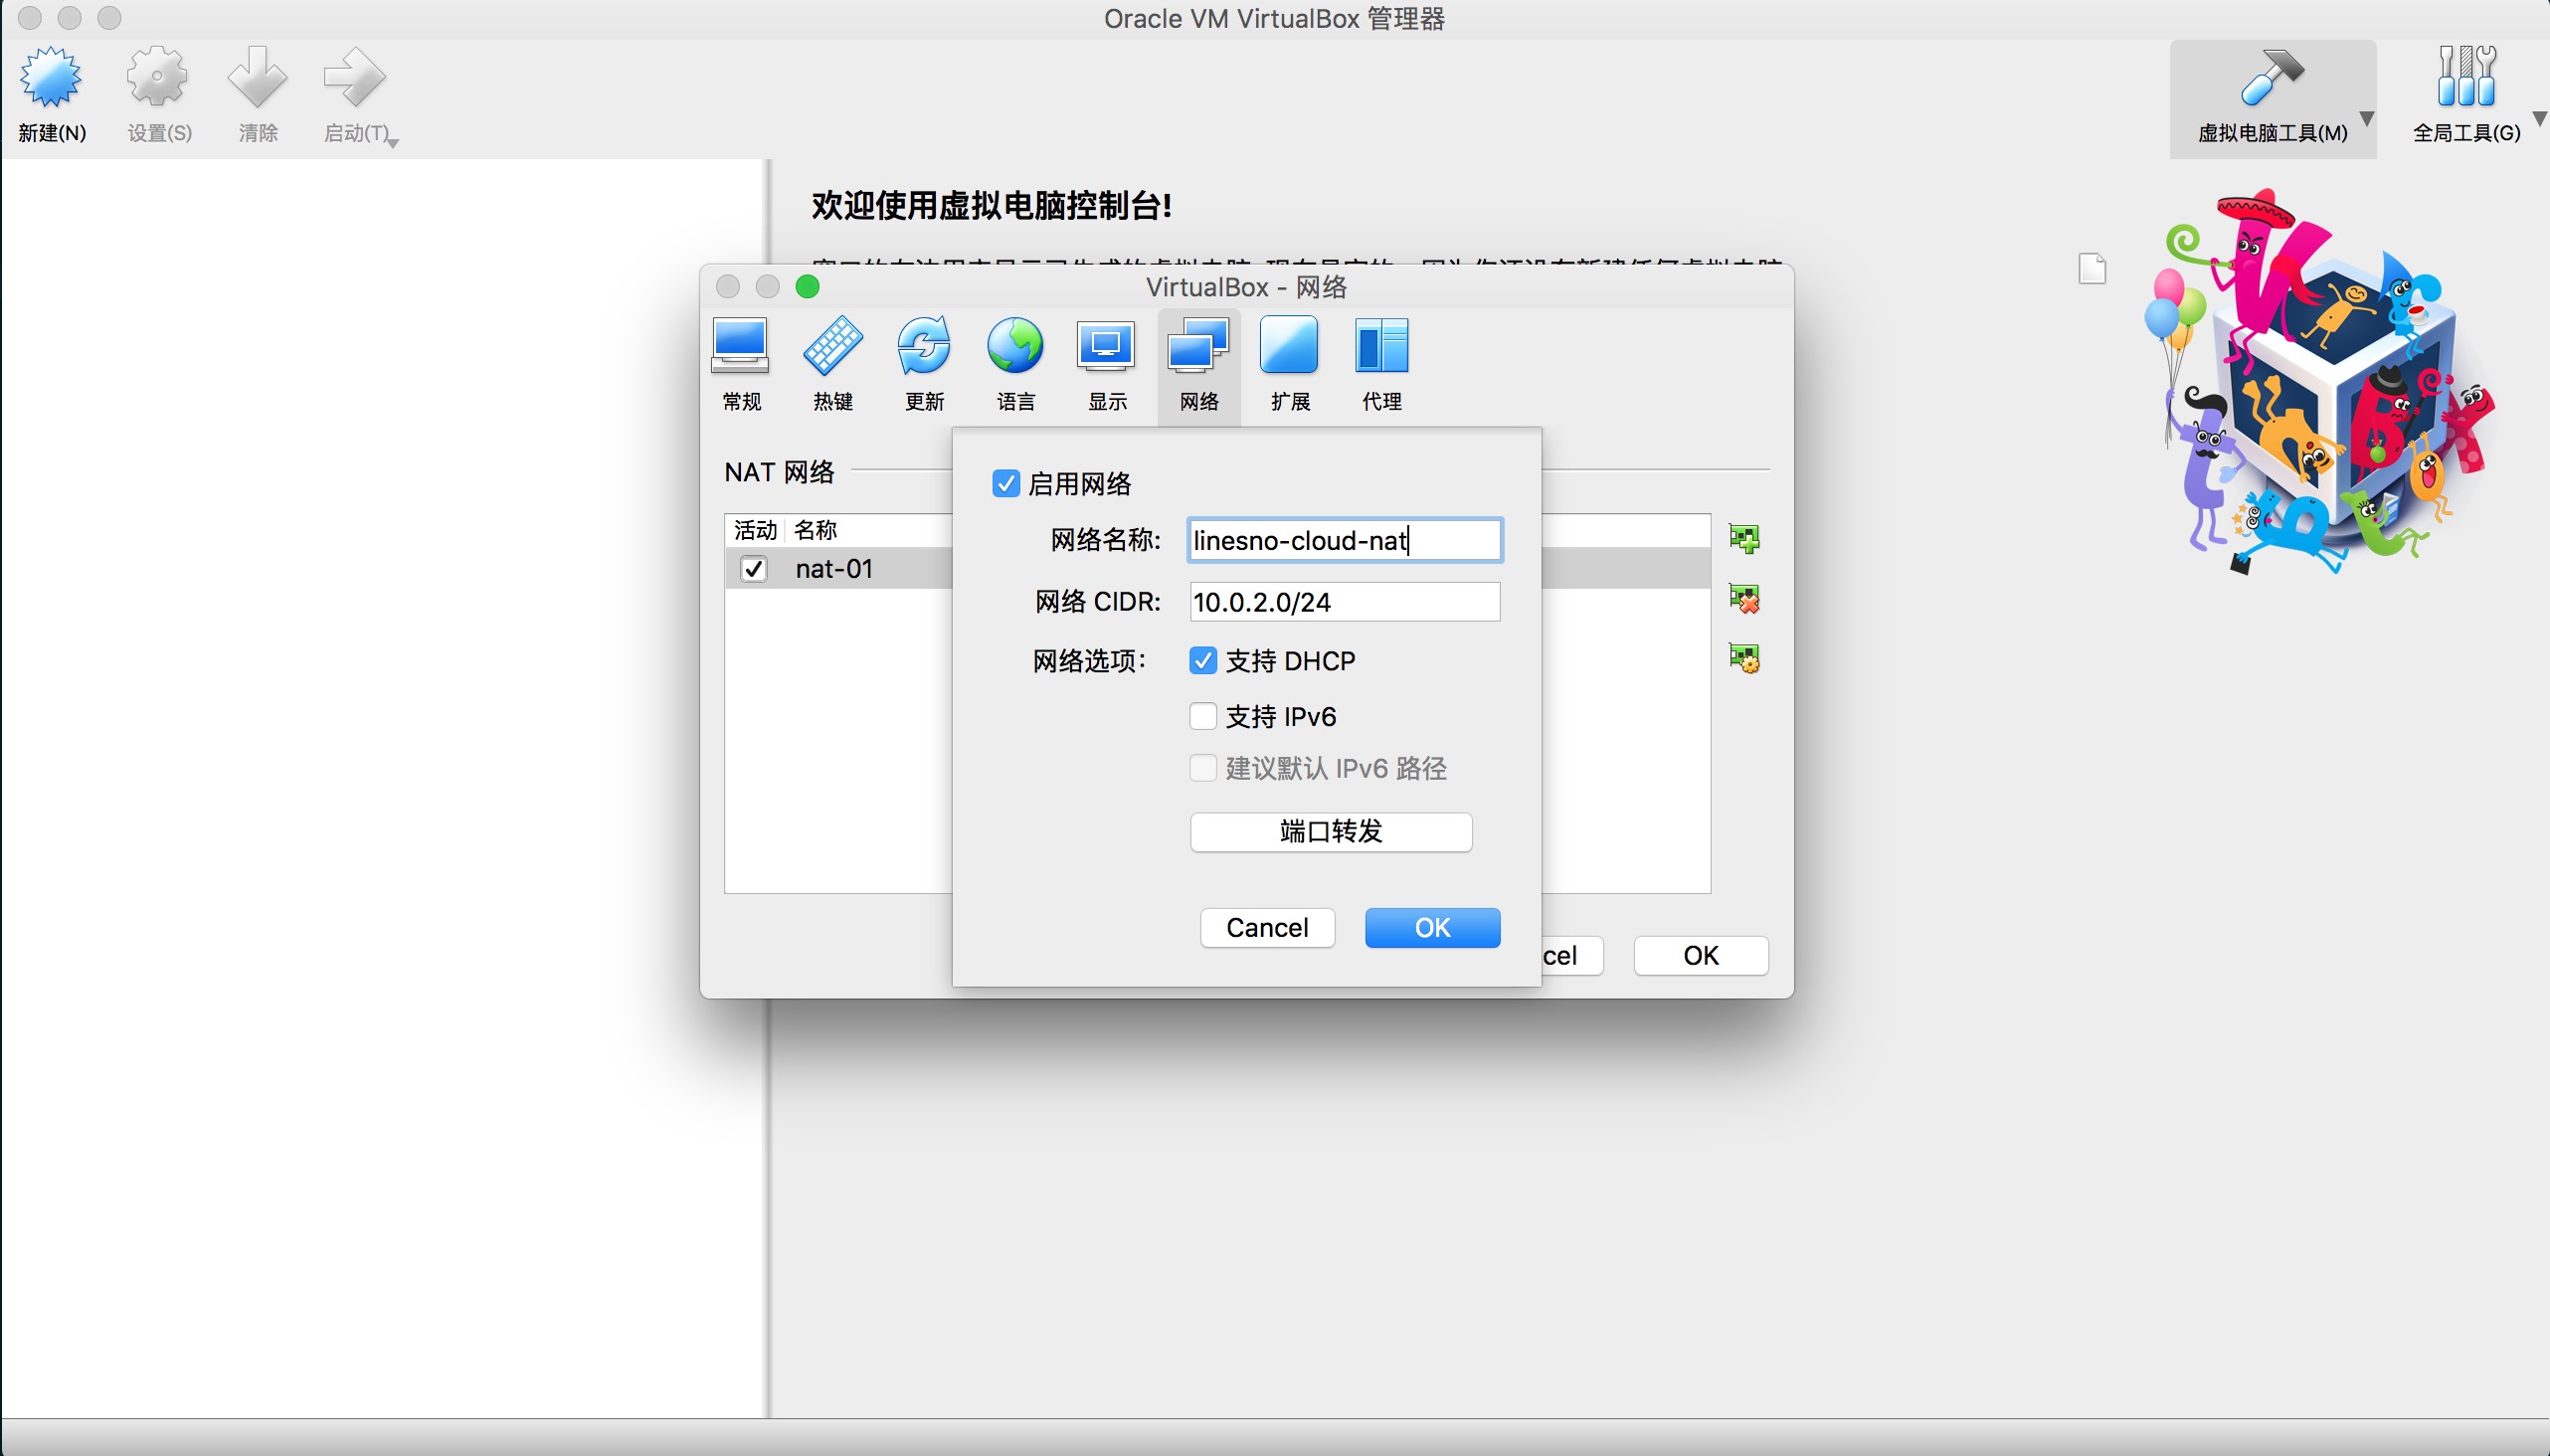 Oracle VM VirtualBox 管理器
新建(N)
设置(S)
清除
启动(T)
虚拟电脑工具(M)
全局工具(G)
欢迎使用虚拟电脑控制台!
VirtualBox - 网络
常规
热键
更新
语言
显示
网络
扩展
代理
NAT 网络
活动 名称
nat-01
启用网络
网络名称: linesno-cloud-nat
网络 CIDR: 10.0.2.0/24
网络选项: 支持 DHCP
支持 IPv6
建议默认 IPv6 路径
端口转发
Cancel
OK
cel
OK